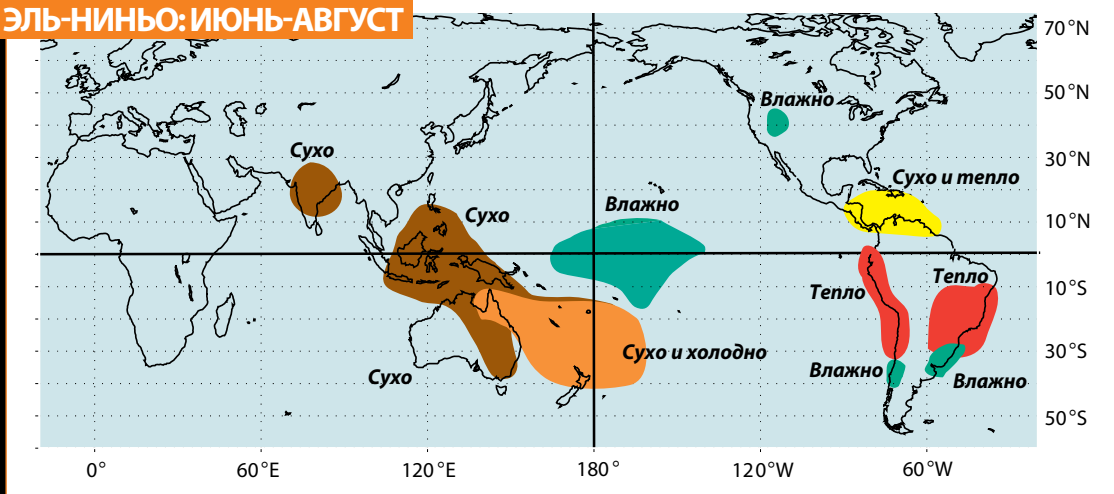 ЭЛЬ-НИНЬО: ИЮНЬ-АВГУСТ
70°N
50°N
Влажно
30°N
Сухо
Сухо и тепло
Сухо
Влажно
10°N
Тепло
Тепло
10°S
Сухо и холодно
30°S
Сухо
Влажно
Влажно
50°S
0°
60°E
120°E
180°
120°W
60°W